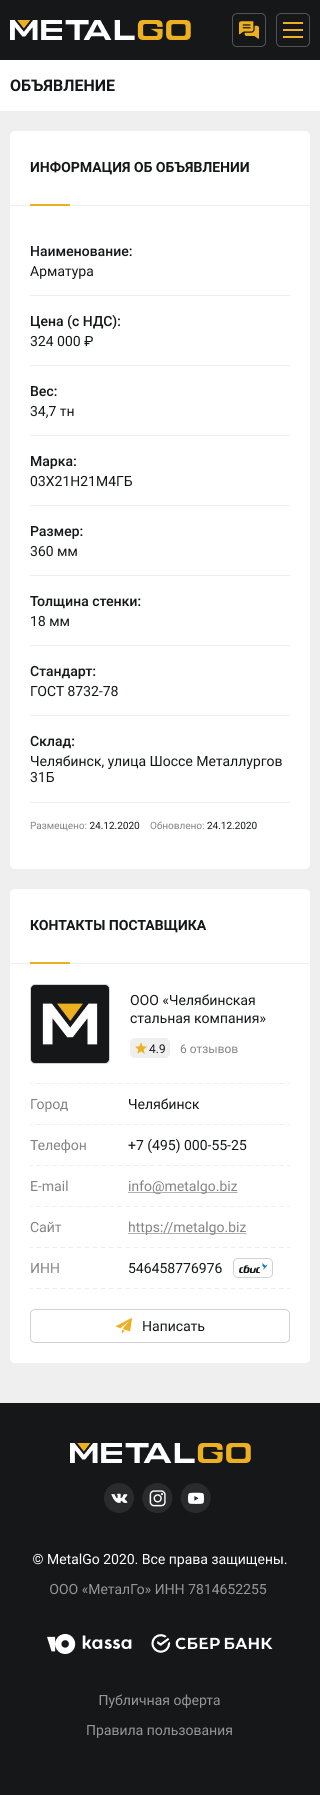 METALGO
ОБЪЯВЛЕНИЕ
ИНФОРМАЦИЯ ОБ ОБЪЯВЛЕНИИ
Наименование:
Арматура
Цена (с НДС):
324 000 ₽
Вес:
34,7 тн
Марка:
03Х21Н21М4ГБ
Размер:
360 мм
Толщина стенки:
18 мм
Стандарт:
ГОСТ 8732-78
Склад:
Челябинск, улица Шоссе Металлургов
31Б
Размещено: 24.12.2020 Обновлено: 24.12.2020
КОНТАКТЫ ПОСТАВЩИКА
ООО «Челябинская
стальная компания»
4.9 6 отзывов
Город Челябинск
Телефон +7 (495) 000-55-25
E-mail info@metalgo.biz
Сайт https://metalgo.biz
ИНН 546458776976 сбис
Написать
METALGO
© MetalGo 2020. Все права защищены.
ООО «МеталГо» ИНН 7814652255
Ю kassa СБЕР БАНК
Публичная оферта
Правила пользования